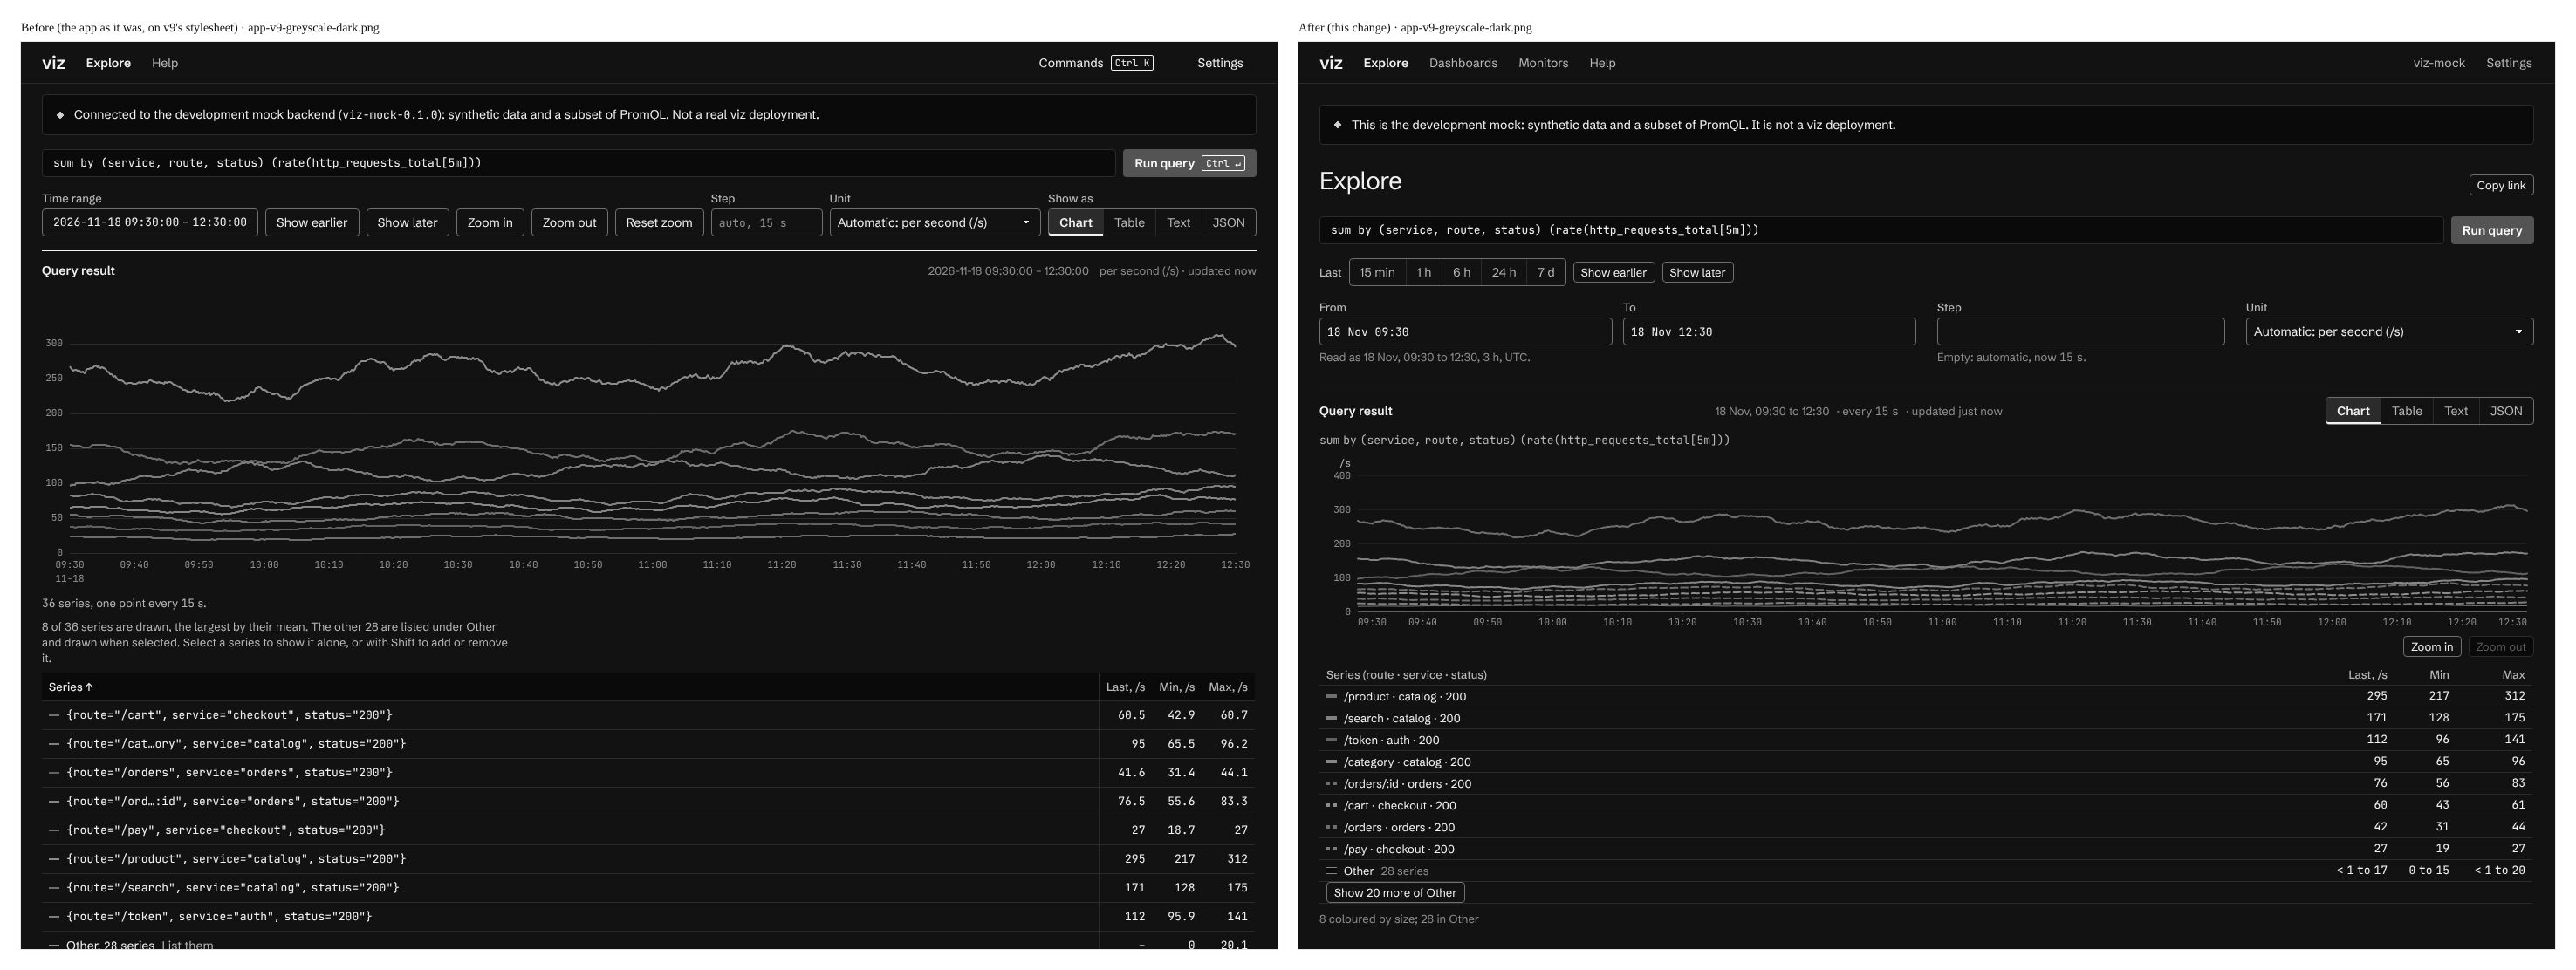 Before (the app as it was, on v9's stylesheet) · app-v9-greyscale-dark.png
viz Explore Help Commands Ctrl K Settings
◆ Connected to the development mock backend (viz-mock-0.1.0): synthetic data and a subset of PromQL. Not a real viz deployment.
sum by (service, route, status) (rate(http_requests_total[5m])) Run query Ctrl ↵
Time range Step Unit Show as
2026-11-18 09:30:00 – 12:30:00 Show earlier Show later Zoom in Zoom out Reset zoom auto, 15 s Automatic: per second (/s) Chart Table Text JSON
Query result 2026-11-18 09:30:00 – 12:30:00 per second (/s) · updated now
300
250
200
150
100
50
0
09:30 09:40 09:50 10:00 10:10 10:20 10:30 10:40 10:50 11:00 11:10 11:20 11:30 11:40 11:50 12:00 12:10 12:20 12:30
11-18
36 series, one point every 15 s.
8 of 36 series are drawn, the largest by their mean. The other 28 are listed under Other
and drawn when selected. Select a series to show it alone, or with Shift to add or remove
it.
Series ↑ Last, /s Min, /s Max, /s
{route="/cart", service="checkout", status="200"} 60.5 42.9 60.7
{route="/cat…ory", service="catalog", status="200"} 95 65.5 96.2
{route="/orders", service="orders", status="200"} 41.6 31.4 44.1
{route="/ord…:id", service="orders", status="200"} 76.5 55.6 83.3
{route="/pay", service="checkout", status="200"} 27 18.7 27
{route="/product", service="catalog", status="200"} 295 217 312
{route="/search", service="catalog", status="200"} 171 128 175
{route="/token", service="auth", status="200"} 112 95.9 141
Other, 28 series List them – 0 20.1
After (this change) · app-v9-greyscale-dark.png
viz Explore Dashboards Monitors Help viz-mock Settings
◆ This is the development mock: synthetic data and a subset of PromQL. It is not a viz deployment.
Explore Copy link
sum by (service, route, status) (rate(http_requests_total[5m])) Run query
Last 15 min 1 h 6 h 24 h 7 d Show earlier Show later
From To Step Unit
18 Nov 09:30 18 Nov 12:30 Automatic: per second (/s)
Read as 18 Nov, 09:30 to 12:30, 3 h, UTC. Empty: automatic, now 15 s.
Query result 18 Nov, 09:30 to 12:30 · every 15 s · updated just now Chart Table Text JSON
sum by (service, route, status) (rate(http_requests_total[5m]))
/s
400
300
200
100
0
09:30 09:40 09:50 10:00 10:10 10:20 10:30 10:40 10:50 11:00 11:10 11:20 11:30 11:40 11:50 12:00 12:10 12:20 12:30
Zoom in Zoom out
Series (route · service · status) Last, /s Min Max
/product · catalog · 200 295 217 312
/search · catalog · 200 171 128 175
/token · auth · 200 112 96 141
/category · catalog · 200 95 65 96
/orders/:id · orders · 200 76 56 83
/cart · checkout · 200 60 43 61
/orders · orders · 200 42 31 44
/pay · checkout · 200 27 19 27
Other 28 series < 1 to 17 0 to 15 < 1 to 20
Show 20 more of Other
8 coloured by size; 28 in Other